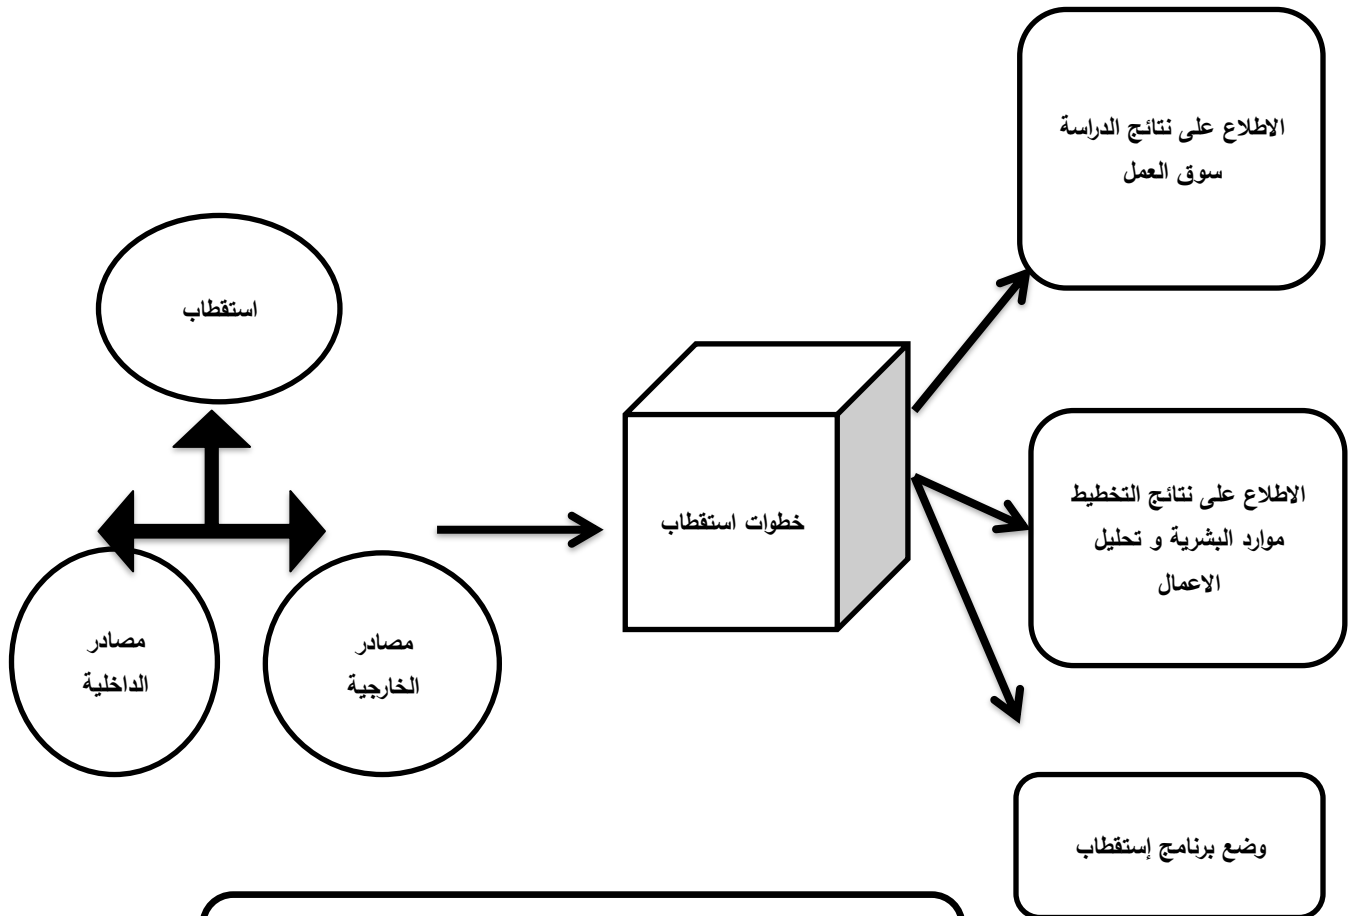 الاطلاع على نتائج الدراسة
سوق العمل
استقطاب
الاطلاع على نتائج التخطيط
موارد البشرية و تحليل
الاعمال
خطوات استقطاب
مصادر
الداخلية
مصادر
الخارجية
وضع برنامج إستقطاب